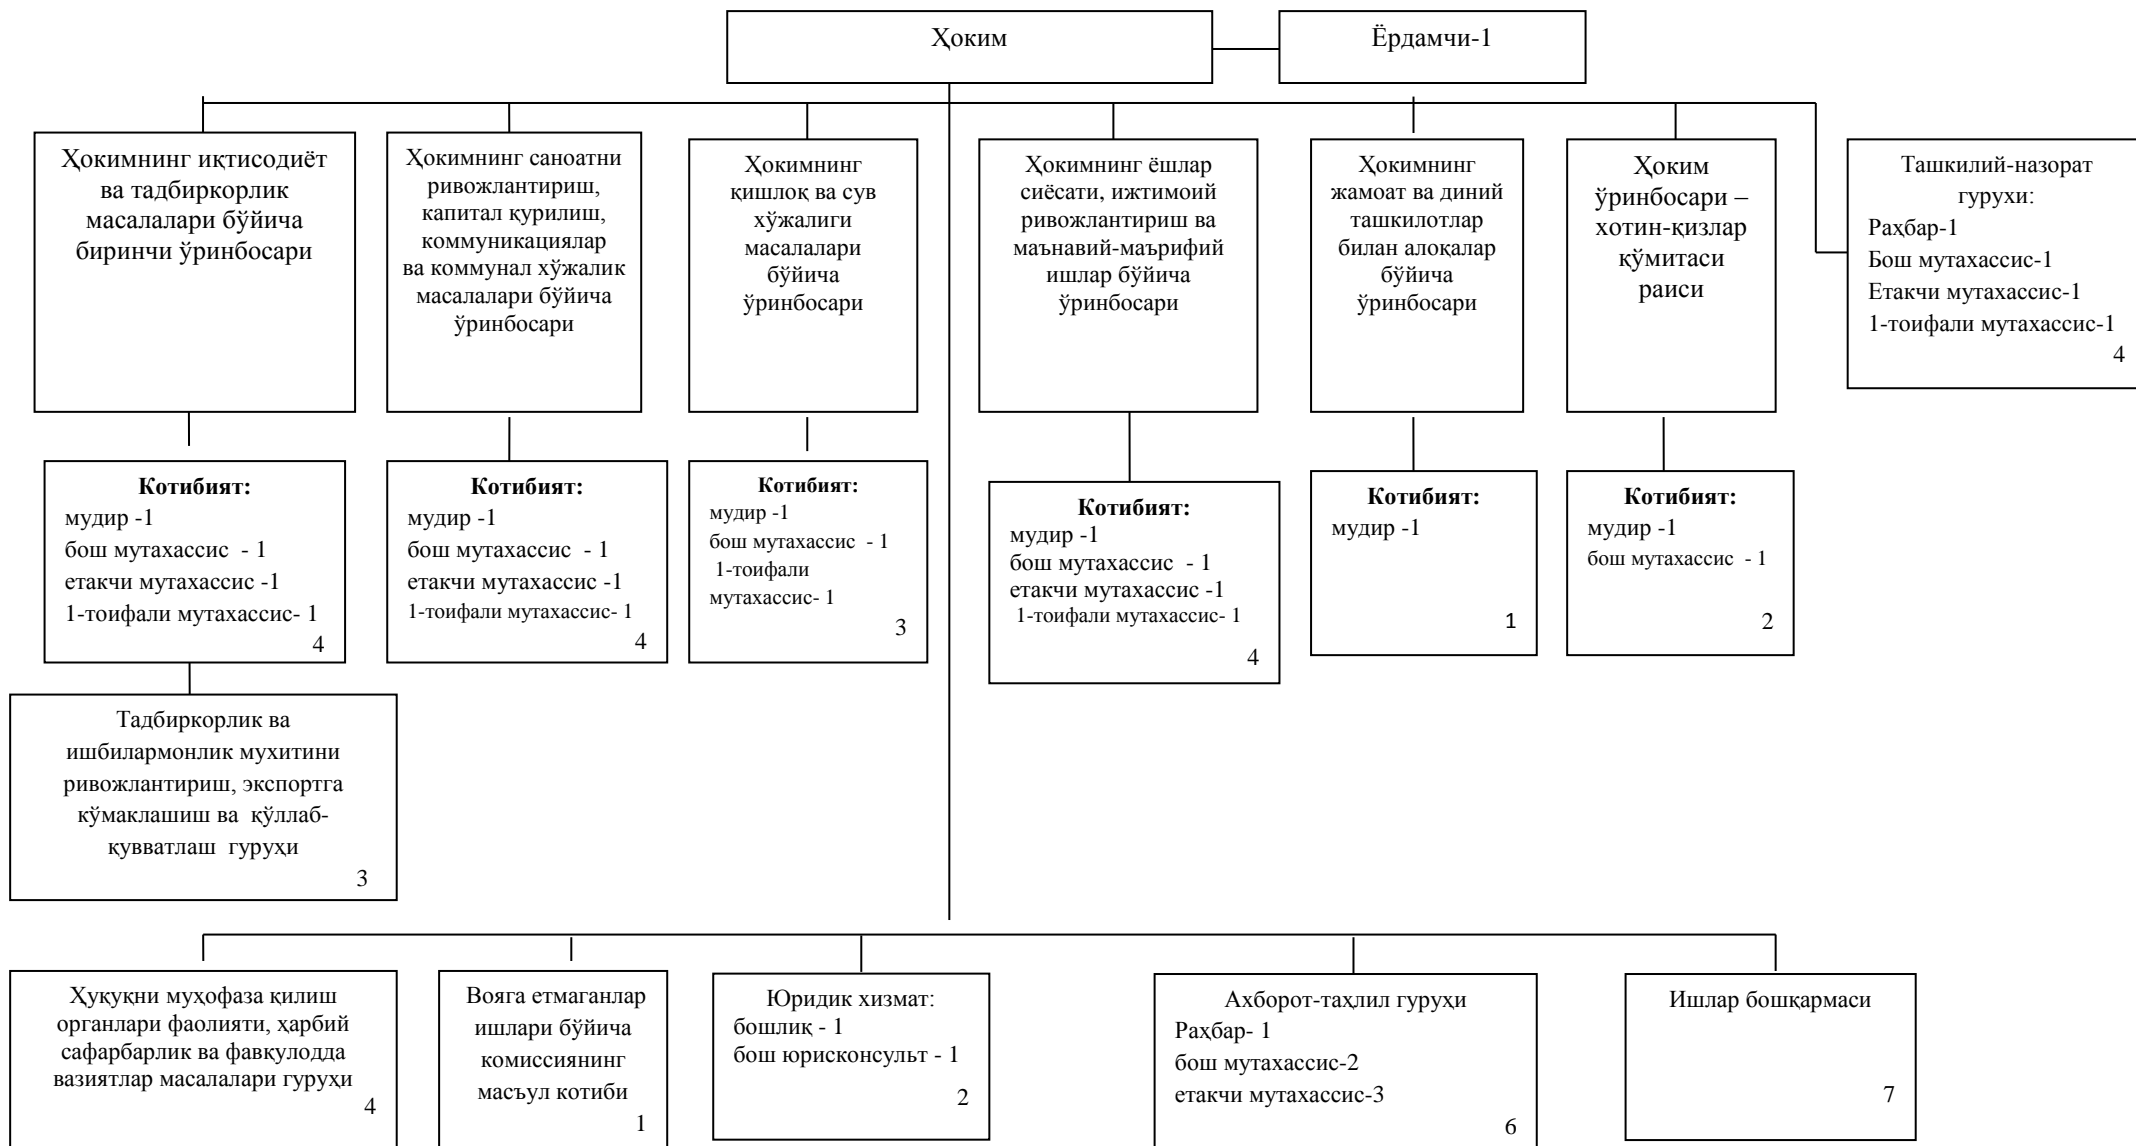 Ҳоким
Ёрдамчи-1
Ҳокимнинг иқтисодиёт
ва тадбиркорлик
масалалари бўйича
биринчи ўринбосари
Ҳокимнинг саноатни
ривожлантириш,
капитал қурилиш,
коммуникациялар
ва коммунал хўжалик
масалалари бўйича
ўринбосари
Ҳокимнинг
қишлоқ ва сув
хўжалиги
масалалари
бўйича
ўринбосари
Ҳокимнинг ёшлар
сиёсати, ижтимоий
ривожлантириш ва
маънавий-маърифий
ишлар бўйича
ўринбосари
Ҳокимнинг
жамоат ва диний
ташкилотлар
билан алоқалар
бўйича
ўринбосари
Ҳоким
ўринбосари –
хотин-қизлар
қўмитаси
раиси
Ташкилий-назорат
гурухи:
Раҳбар-1
Бош мутахассис-1
Етакчи мутахассис-1
1-тоифали мутахассис-1
4
Котибият:
мудир -1
бош мутахассис - 1
етакчи мутахассис -1
1-тоифали мутахассис- 1
4
Котибият:
мудир -1
бош мутахассис - 1
етакчи мутахассис -1
1-тоифали мутахассис- 1
4
Котибият:
мудир -1
бош мутахассис - 1
1-тоифали
мутахассис- 1
3
Котибият:
мудир -1
бош мутахассис - 1
етакчи мутахассис -1
1-тоифали мутахассис- 1
4
Котибият:
мудир -1
1
Котибият:
мудир -1
бош мутахассис - 1
2
Тадбиркорлик ва
ишбилармонлик мухитини
ривожлантириш, экспортга
кўмаклашиш ва қўллаб-
қувватлаш гуруҳи
3
Ҳуқуқни муҳофаза қилиш
органлари фаолияти, ҳарбий
сафарбарлик ва фавқулодда
вазиятлар масалалари гуруҳи
4
Вояга етмаганлар
ишлари бўйича
комиссиянинг
масъул котиби
1
Юридик хизмат:
бошлиқ - 1
бош юрисконсульт - 1
2
Ахборот-таҳлил гуруҳи
Раҳбар- 1
бош мутахассис-2
етакчи мутахассис-3
6
Ишлар бошқармаси
7